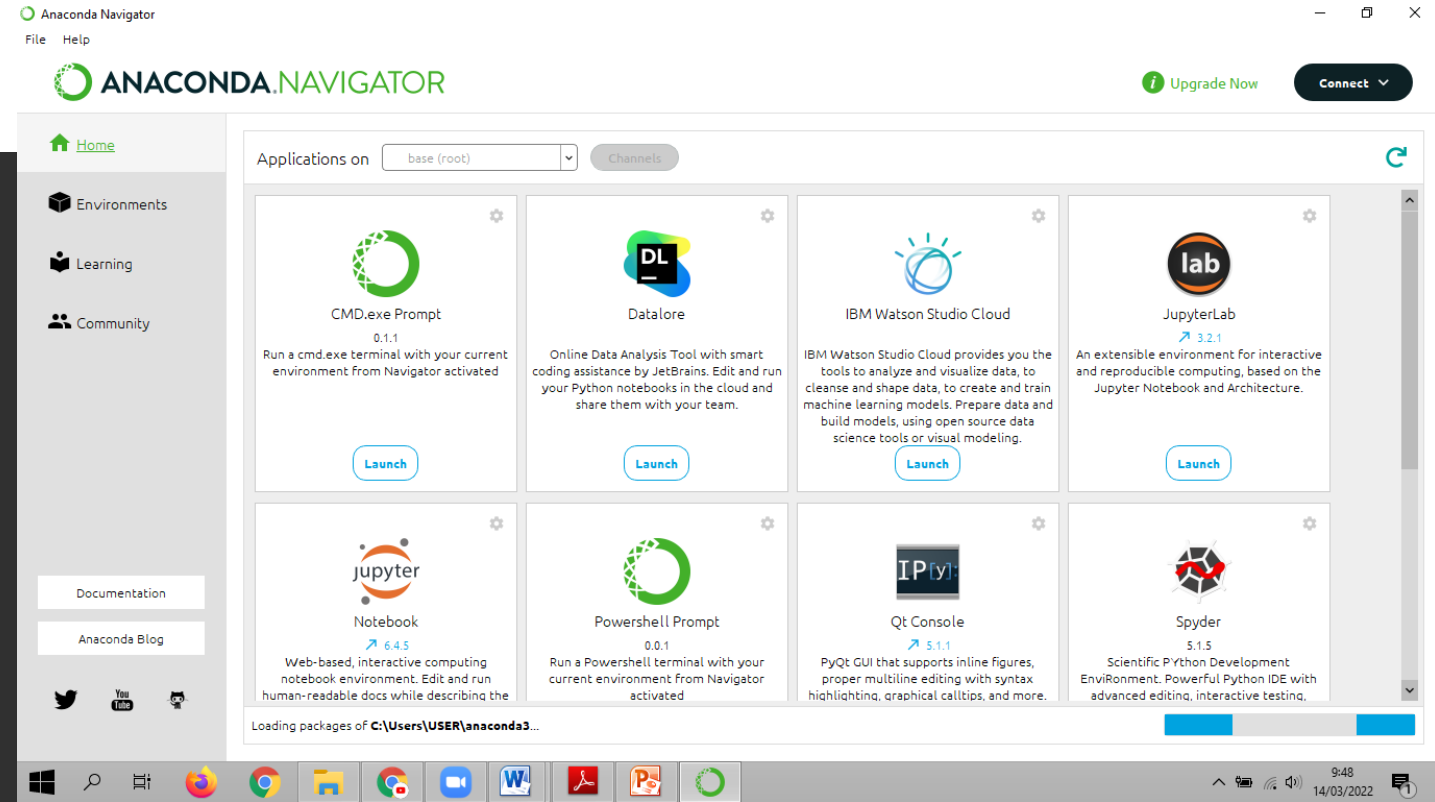 Anaconda Navigator
File Help
ANACONDA.NAVIGATOR
i Upgrade Now
Connect
Home
Environments
Learning
Community
Documentation
Anaconda Blog
You
Tube
Applications on base (root) Channels
CMD.exe Prompt
0.1.1
Run a cmd.exe terminal with your current
environment from Navigator activated
Launch
DL
Datalore
Online Data Analysis Tool with smart
coding assistance by JetBrains. Edit and run
your Python notebooks in the cloud and
share them with your team.
Launch
IBM Watson Studio Cloud
IBM Watson Studio Cloud provides you the
tools to analyze and visualize data, to
cleanse and shape data, to create and train
machine learning models. Prepare data and
build models, using open source data
science tools or visual modeling.
Launch
lab
JupyterLab
3.2.1
An extensible environment for interactive
and reproducible computing, based on the
Jupyter Notebook and Architecture.
Launch
jupyter
Notebook
6.4.5
Web-based, interactive computing
notebook environment. Edit and run
human-readable docs while describing the
Powershell Prompt
0.0.1
Run a Powershell terminal with your
current environment from Navigator
activated
IP[y]:
Qt Console
5.1.1
PyQt GUI that supports inline figures,
proper multiline editing with syntax
highlighting, graphical calltips, and more.
Spyder
5.1.5
Scientific PYthon Development
EnviRonment. Powerful Python IDE with
advanced editing, interactive testing,
Loading packages of C:\Users\USER\anaconda3...
9:48
14/03/2022
1